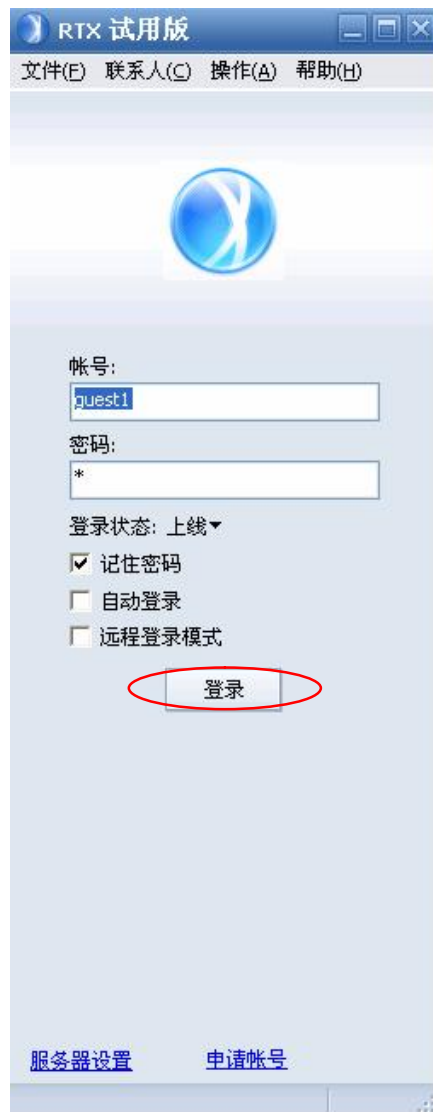 RTX 试用版
文件(F) 联系人(C) 操作(A) 帮助(H)
帐号:
guest1
密码:
*
登录状态: 上线▾
记住密码
自动登录
远程登录模式
登录
服务器设置 申请帐号